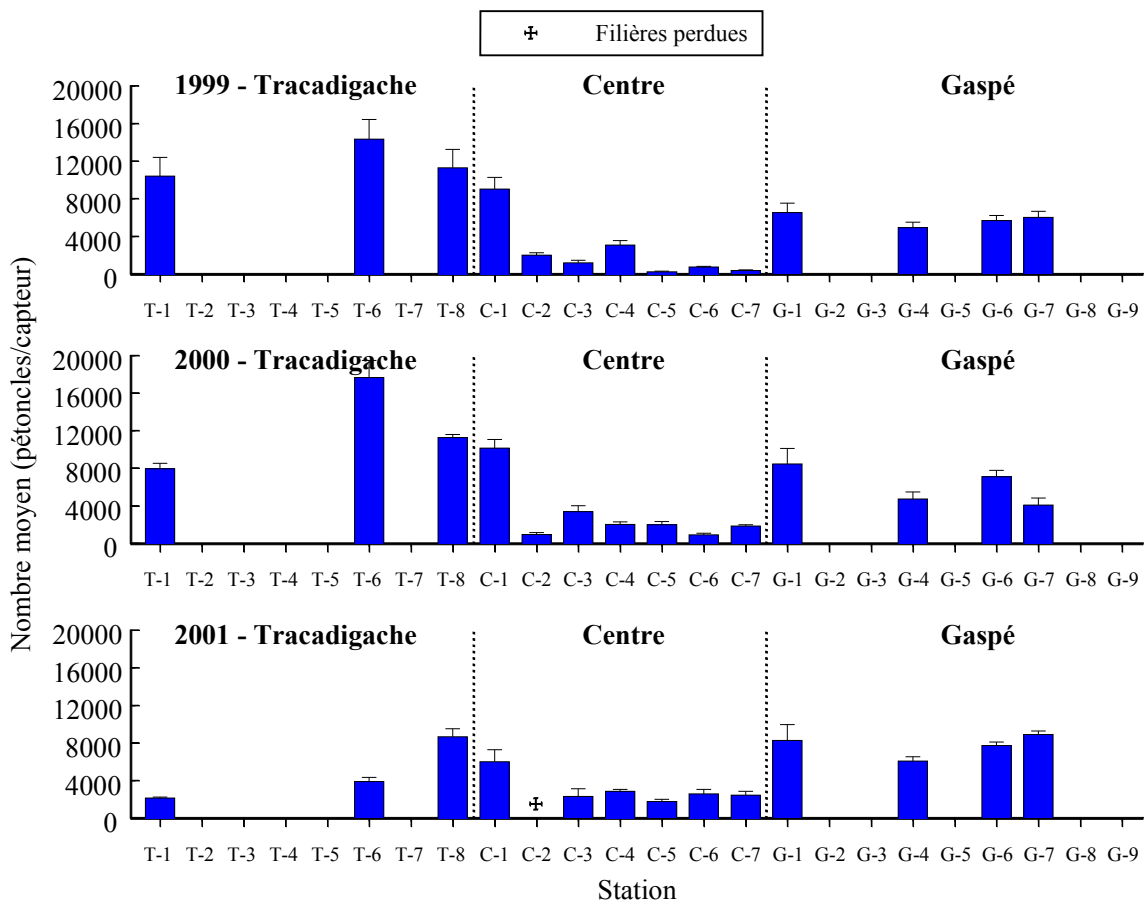 Filières perdues
1999 - Tracadigache Centre Gaspé
20000
16000
12000
8000
4000
0
T-1 T-2 T-3 T-4 T-5 T-6 T-7 T-8 C-1 C-2 C-3 C-4 C-5 C-6 C-7 G-1 G-2 G-3 G-4 G-5 G-6 G-7 G-8 G-9
2000 - Tracadigache Centre Gaspé
20000
16000
12000
8000
4000
0
T-1 T-2 T-3 T-4 T-5 T-6 T-7 T-8 C-1 C-2 C-3 C-4 C-5 C-6 C-7 G-1 G-2 G-3 G-4 G-5 G-6 G-7 G-8 G-9
2001 - Tracadigache Centre Gaspé
20000
16000
12000
8000
4000
0
T-1 T-2 T-3 T-4 T-5 T-6 T-7 T-8 C-1 C-2 C-3 C-4 C-5 C-6 C-7 G-1 G-2 G-3 G-4 G-5 G-6 G-7 G-8 G-9
Nombre moyen (pétoncles/capteur)
Station